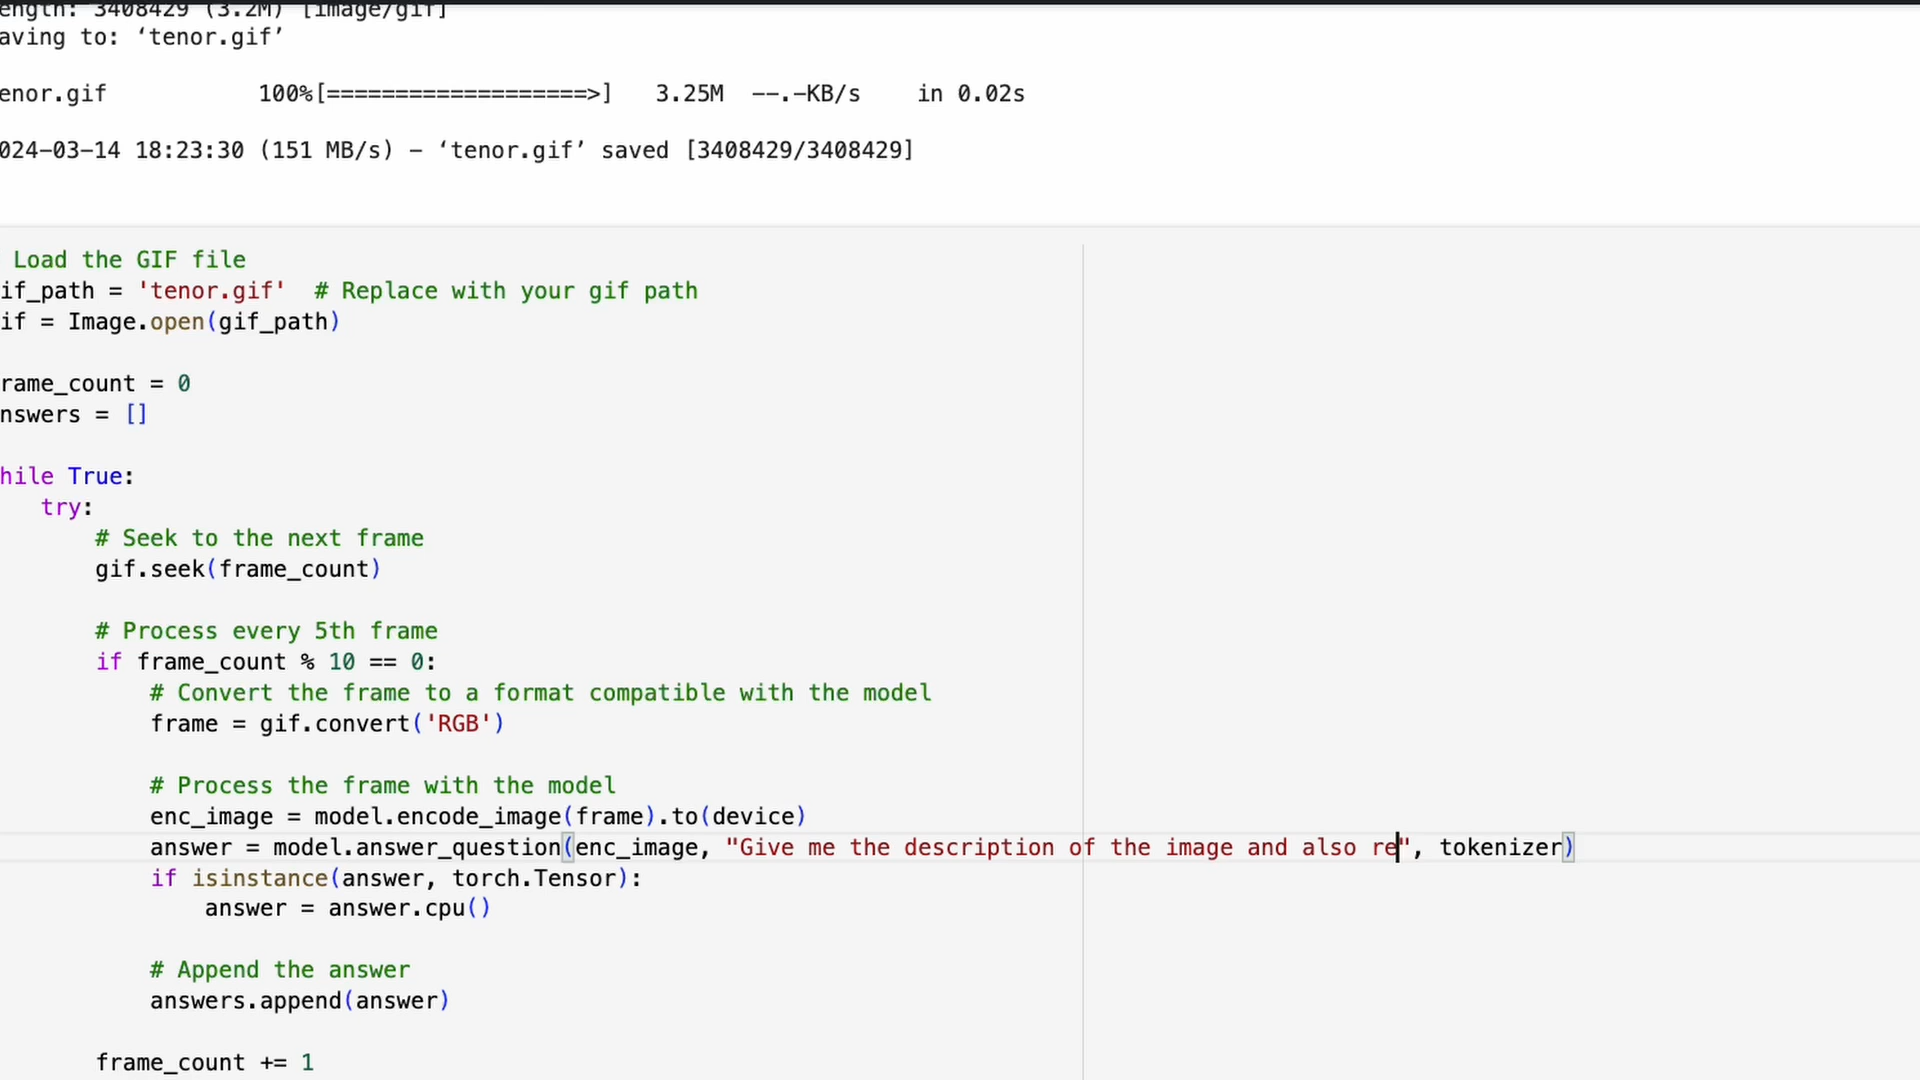 ength: 3408429 (3.2M) [image/gif]
aving to: ‘tenor.gif’
enor.gif 100%[===================>] 3.25M --.-KB/s in 0.02s
024-03-14 18:23:30 (151 MB/s) - ‘tenor.gif’ saved [3408429/3408429]
Load the GIF file
if_path = 'tenor.gif' # Replace with your gif path
if = Image.open(gif_path)
rame_count = 0
nswers = []
hile True:
try:
# Seek to the next frame
gif.seek(frame_count)
# Process every 5th frame
if frame_count % 10 == 0:
# Convert the frame to a format compatible with the model
frame = gif.convert('RGB')
# Process the frame with the model
enc_image = model.encode_image(frame).to(device)
answer = model.answer_question(enc_image, "Give me the description of the image and also re", tokenizer)
if isinstance(answer, torch.Tensor):
answer = answer.cpu()
# Append the answer
answers.append(answer)
frame_count += 1